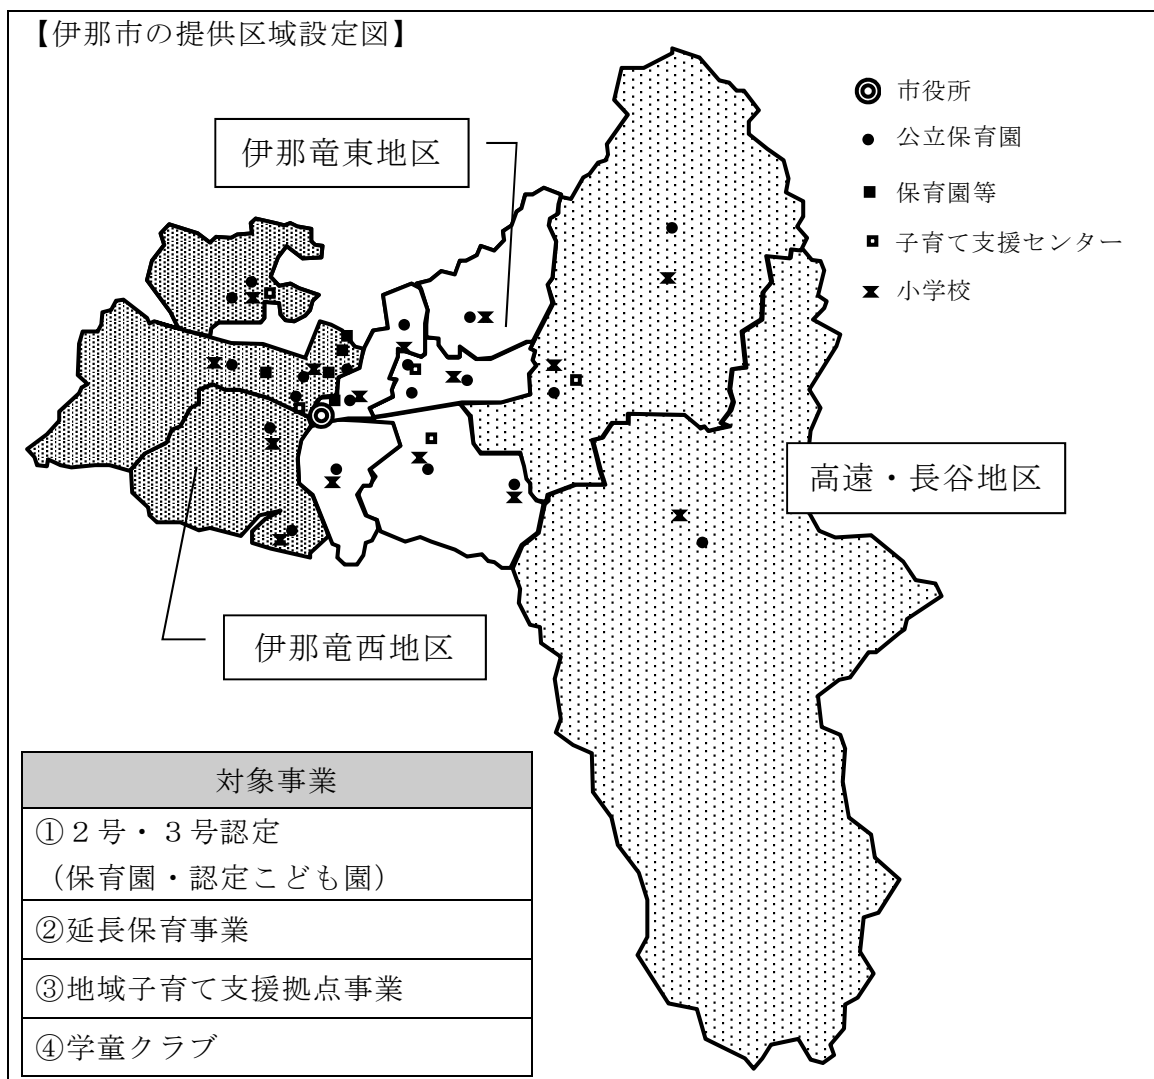 【伊那市の提供区域設定図】
市役所
公立保育園
保育園等
子育て支援センター
小学校
伊那竜東地区
高遠・長谷地区
伊那竜西地区
対象事業
①２号・３号認定
（保育園・認定こども園）
②延長保育事業
③地域子育て支援拠点事業
④学童クラブ